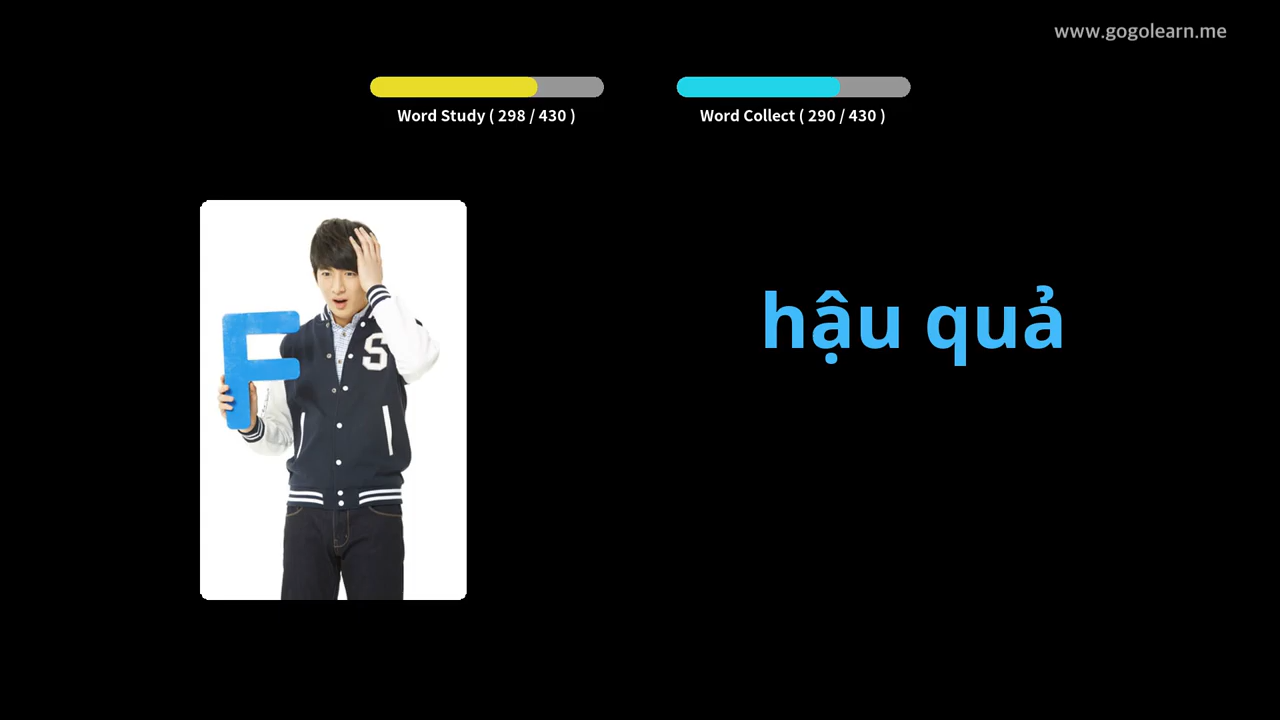 www.gogolearn.me
Word Study ( 298 / 430 )
Word Collect ( 290 / 430 )
F
S
hậu quả